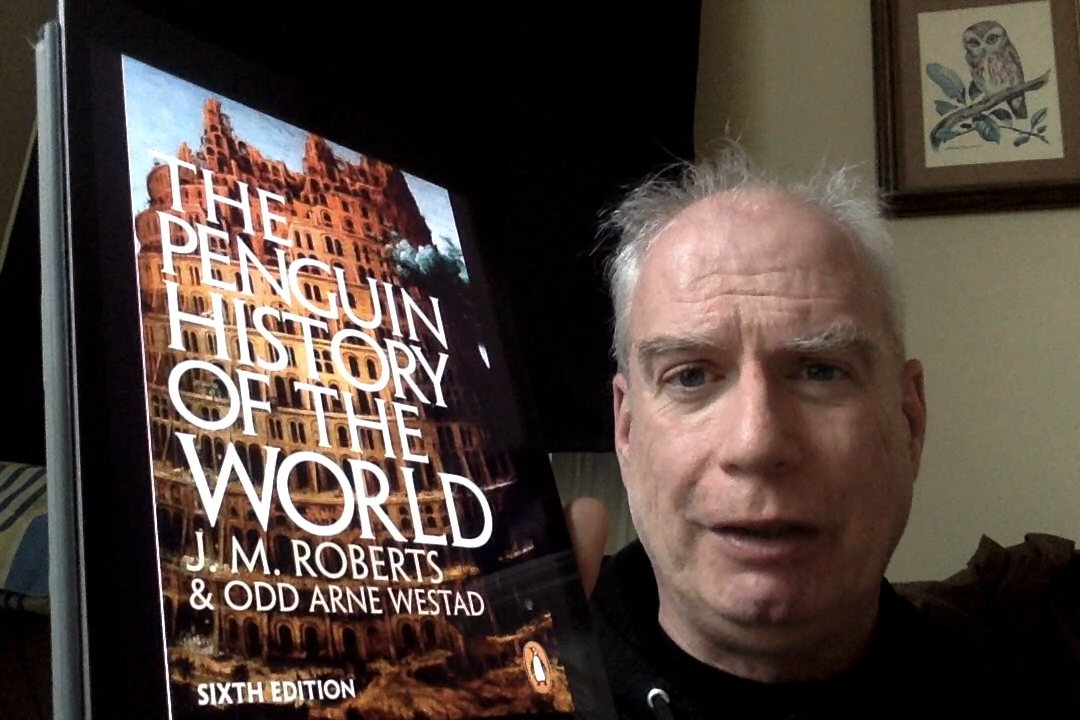 THE
PENGUIN
HISTORY
OF THE
WORLD
J. M. ROBERTS
& ODD ARNE WESTAD
SIXTH EDITION